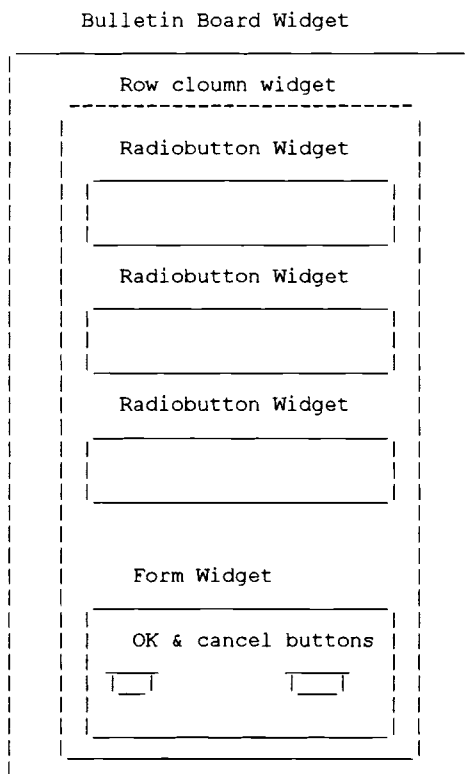 Bulletin Board Widget
Row cloumn widget
Radiobutton Widget
Radiobutton Widget
Radiobutton Widget
Form Widget
OK & cancel buttons